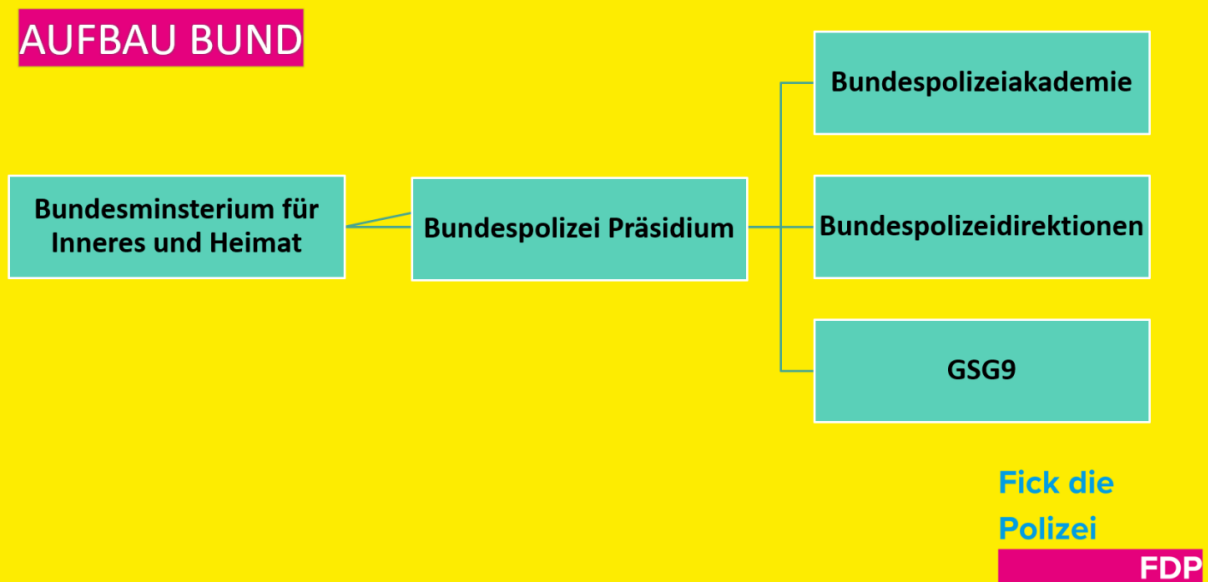 AUFBAU BUND
Bundesminsterium für
Inneres und Heimat
Bundespolizei Präsidium
Bundespolizeiakademie
Bundespolizeidirektionen
GSG9
Fick die
Polizei
FDP